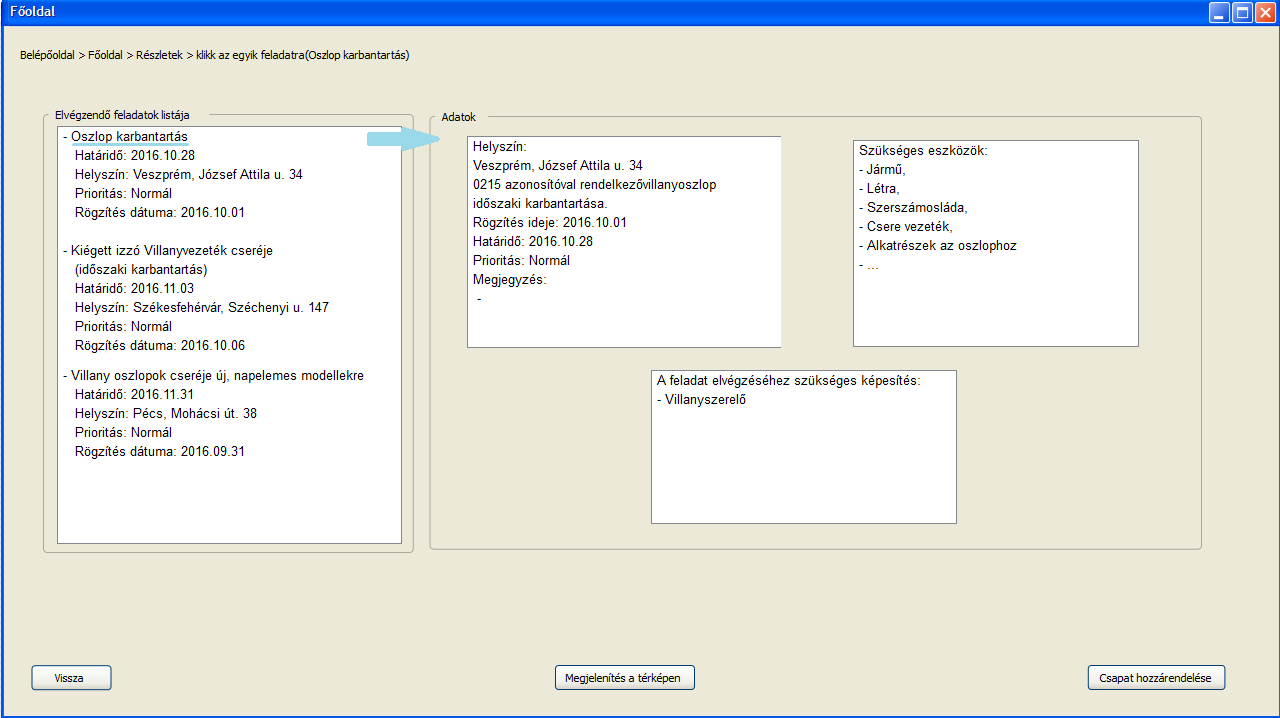 Főoldal
Belépőoldal > Főoldal > Részletek > klikk az egyik feladatra(Oszlop karbantartás)
Elvégzendő feladatok listája
- Oszlop karbantartás
Határidő: 2016.10.28
Helyszín: Veszprém, József Attila u. 34
Prioritás: Normál
Rögzítés dátuma: 2016.10.01
- Kiégett izzó Villanyvezeték cseréje
(időszaki karbantartás)
Határidő: 2016.11.03
Helyszín: Székesfehérvár, Széchenyi u. 147
Prioritás: Normál
Rögzítés dátuma: 2016.10.06
- Villany oszlopok cseréje új, napelemes modellekre
Határidő: 2016.11.31
Helyszín: Pécs, Mohácsi út. 38
Prioritás: Normál
Rögzítés dátuma: 2016.09.31
Adatok
Helyszín:
Veszprém, József Attila u. 34
0215 azonosítóval rendelkezővillanyoszlop
időszaki karbantartása.
Rögzítés ideje: 2016.10.01
Határidő: 2016.10.28
Prioritás: Normál
Megjegyzés:
-
Szükséges eszközök:
- Jármű,
- Létra,
- Szerszámosláda,
- Csere vezeték,
- Alkatrészek az oszlophoz
- ...
A feladat elvégzéséhez szükséges képesítés:
- Villanyszerelő
Vissza
Megjelenítés a térképen
Csapat hozzárendelése